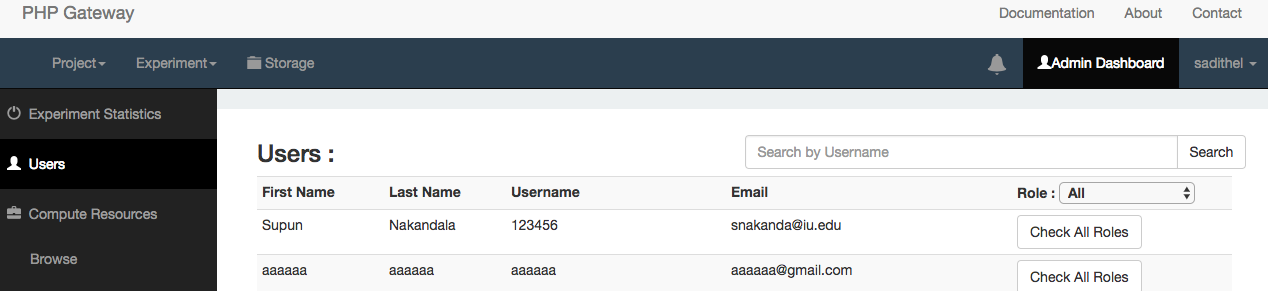 PHP Gateway Documentation About Contact
Project Experiment Storage Admin Dashboard sadithel
Experiment Statistics
Users
Compute Resources
Browse
Users :
Search by Username Search
First Name Last Name Username Email Role : All
Supun Nakandala 123456 snakanda@iu.edu Check All Roles
aaaaaa aaaaaa aaaaaa aaaaaa@gmail.com Check All Roles